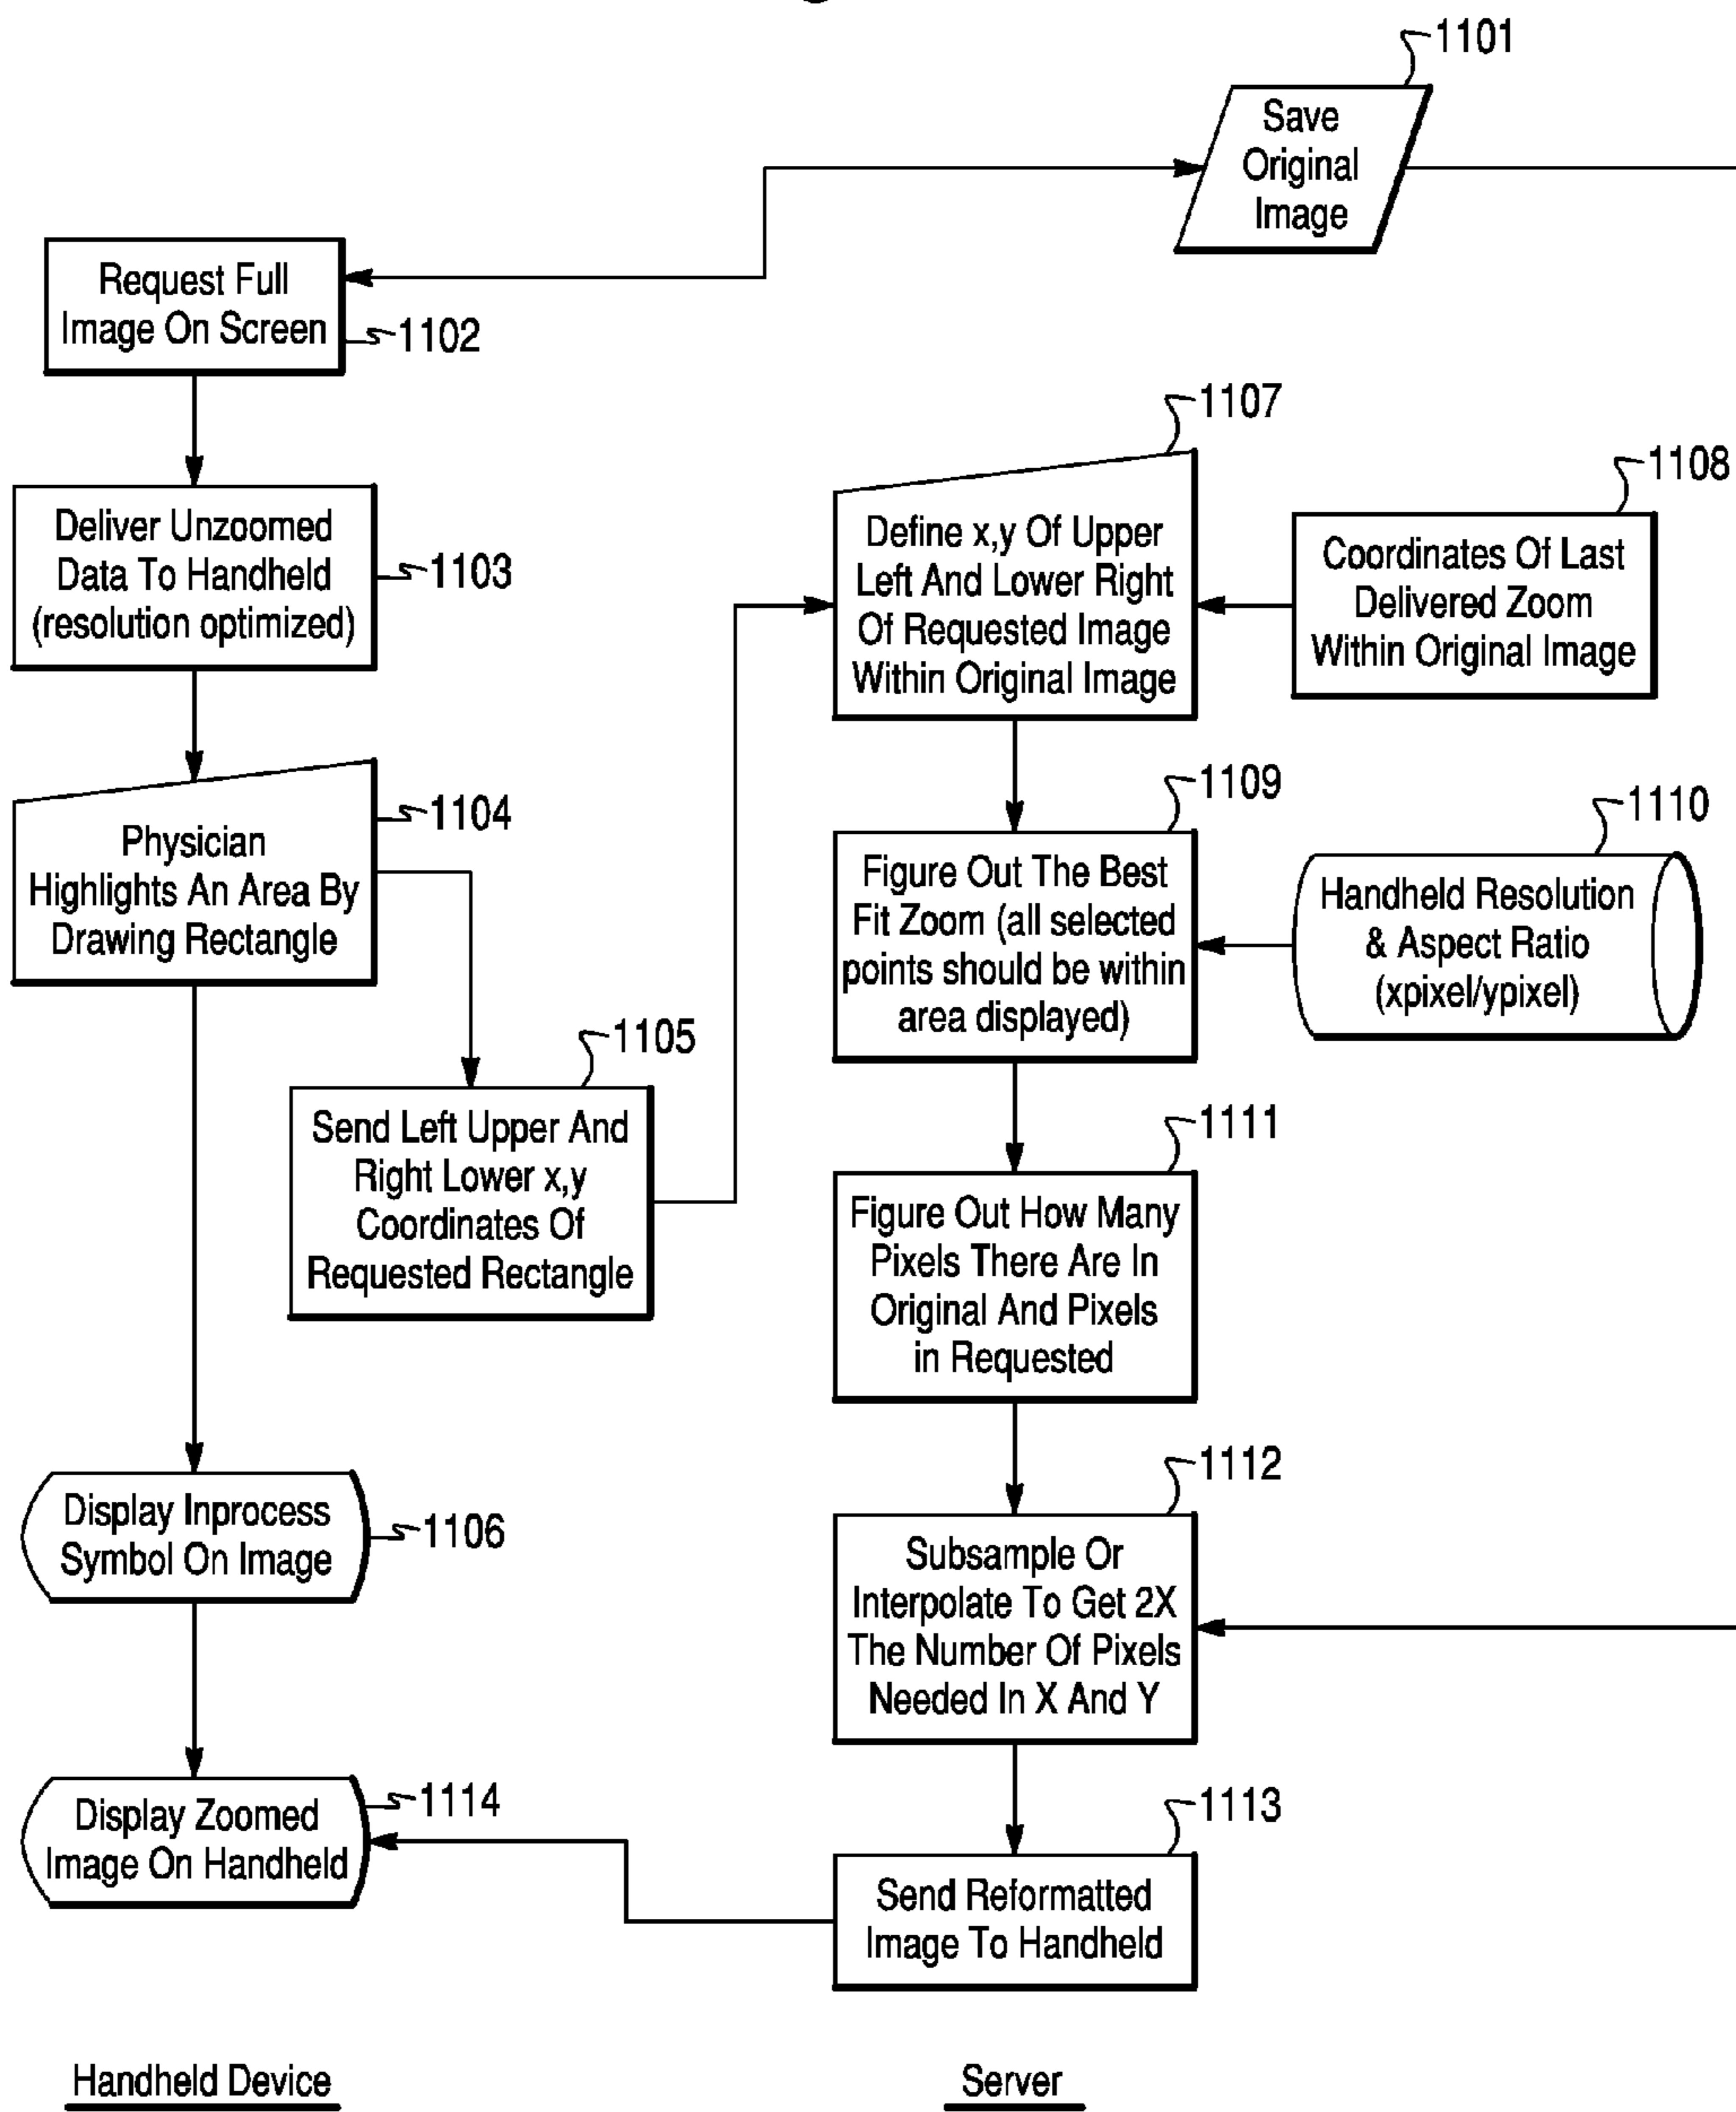 1101
Save
Original
Image
Request Full
Image On Screen
1102
Deliver Unzoomed
Data To Handheld
(resolution optimized)
1103
Physician
Highlights An Area By
Drawing Rectangle
1104
1105
Send Left Upper And
Right Lower x,y
Coordinates Of
Requested Rectangle
Display Inprocess
Symbol On Image
1106
Display Zoomed
Image On Handheld
1114
1107
Define x,y Of Upper
Left And Lower Right
Of Requested Image
Within Original Image
1108
Coordinates Of Last
Delivered Zoom
Within Original Image
1109
Figure Out The Best
Fit Zoom (all selected
points should be within
area displayed)
1110
Handheld Resolution
& Aspect Ratio
(xpixel/ypixel)
1111
Figure Out How Many
Pixels There Are In
Original And Pixels
in Requested
1112
Subsample Or
Interpolate To Get 2X
The Number Of Pixels
Needed In X And Y
1113
Send Reformatted
Image To Handheld
Handheld Device
Server